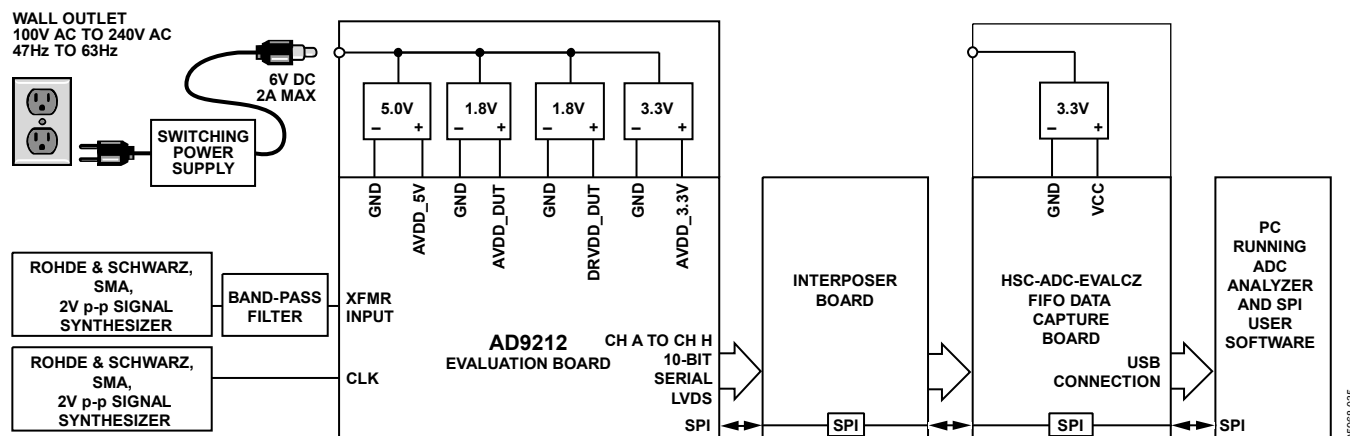 WALL OUTLET
100V AC TO 240V AC
47Hz TO 63Hz
6V DC
2A MAX
SWITCHING
POWER
SUPPLY
5.0V
– +
1.8V
– +
1.8V
– +
3.3V
– +
3.3V
– +
GND
AVDD_5V
GND
AVDD_DUT
GND
DRVDD_DUT
GND
AVDD_3.3V
GND
VCC
ROHDE & SCHWARZ,
SMA,
2V p-p SIGNAL
SYNTHESIZER
BAND-PASS
FILTER
XFMR
INPUT
ROHDE & SCHWARZ,
SMA,
2V p-p SIGNAL
SYNTHESIZER
CLK
AD9212
EVALUATION BOARD
CH A TO CH H
10-BIT
SERIAL
LVDS
SPI
INTERPOSER
BOARD
SPI
HSC-ADC-EVALCZ
FIFO DATA
CAPTURE
BOARD
USB
CONNECTION
SPI
PC
RUNNING
ADC
ANALYZER
AND SPI
USER
SOFTWARE
SPI